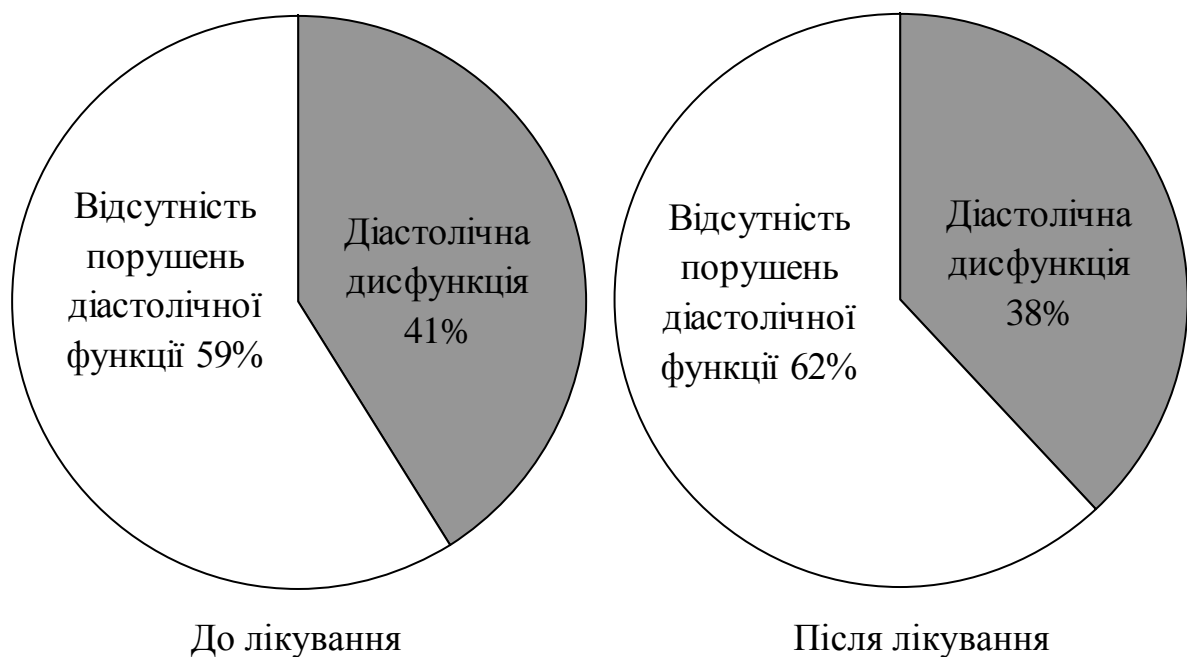 Відсутність
порушень
діастолічної
функції 59%
Діастолічна
дисфункція
41%
До лікування
Відсутність
порушень
діастолічної
функції 62%
Діастолічна
дисфункція
38%
Після лікування